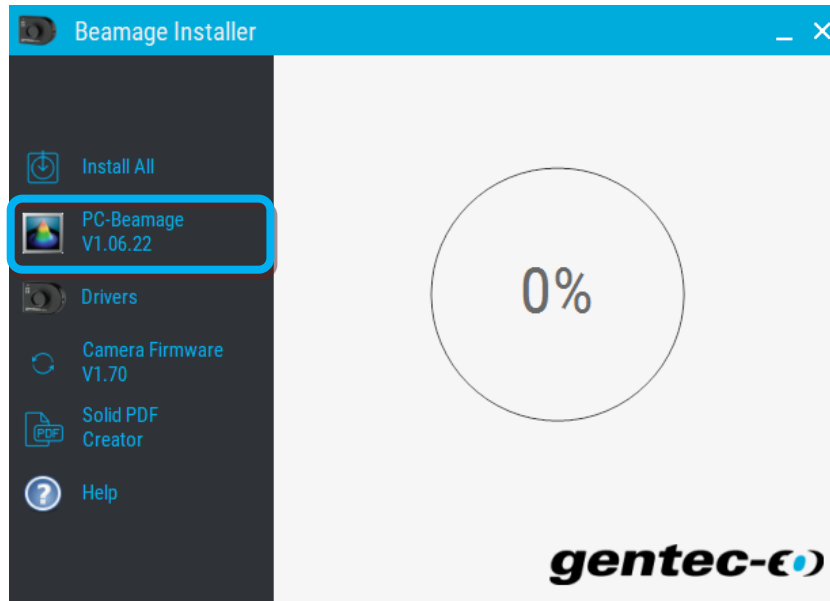 Beamage Installer
Install All
PC-Beamage
V1.06.22
Drivers
Camera Firmware
V1.70
Solid PDF
Creator
PDF
Help
0%
gentec-eo